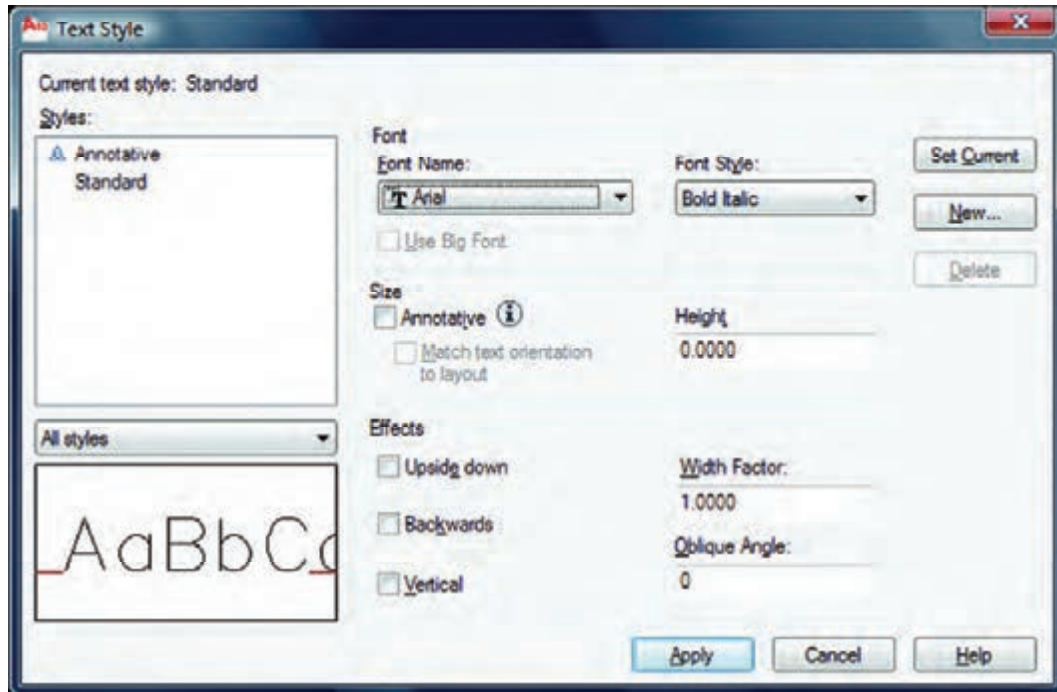 Text Style
Current text style: Standard
Styles:
Annotative
Standard
All styles
AaBbCc
Font
Font Name:
Arial
Use Big Font
Font Style:
Bold Italic
Size
Annotative
Match text orientation
to layout
Height
0.0000
Effects
Upside down
Backwards
Vertical
Width Factor:
1.0000
Oblique Angle:
0
Set Current
New...
Delete
Apply
Cancel
Help